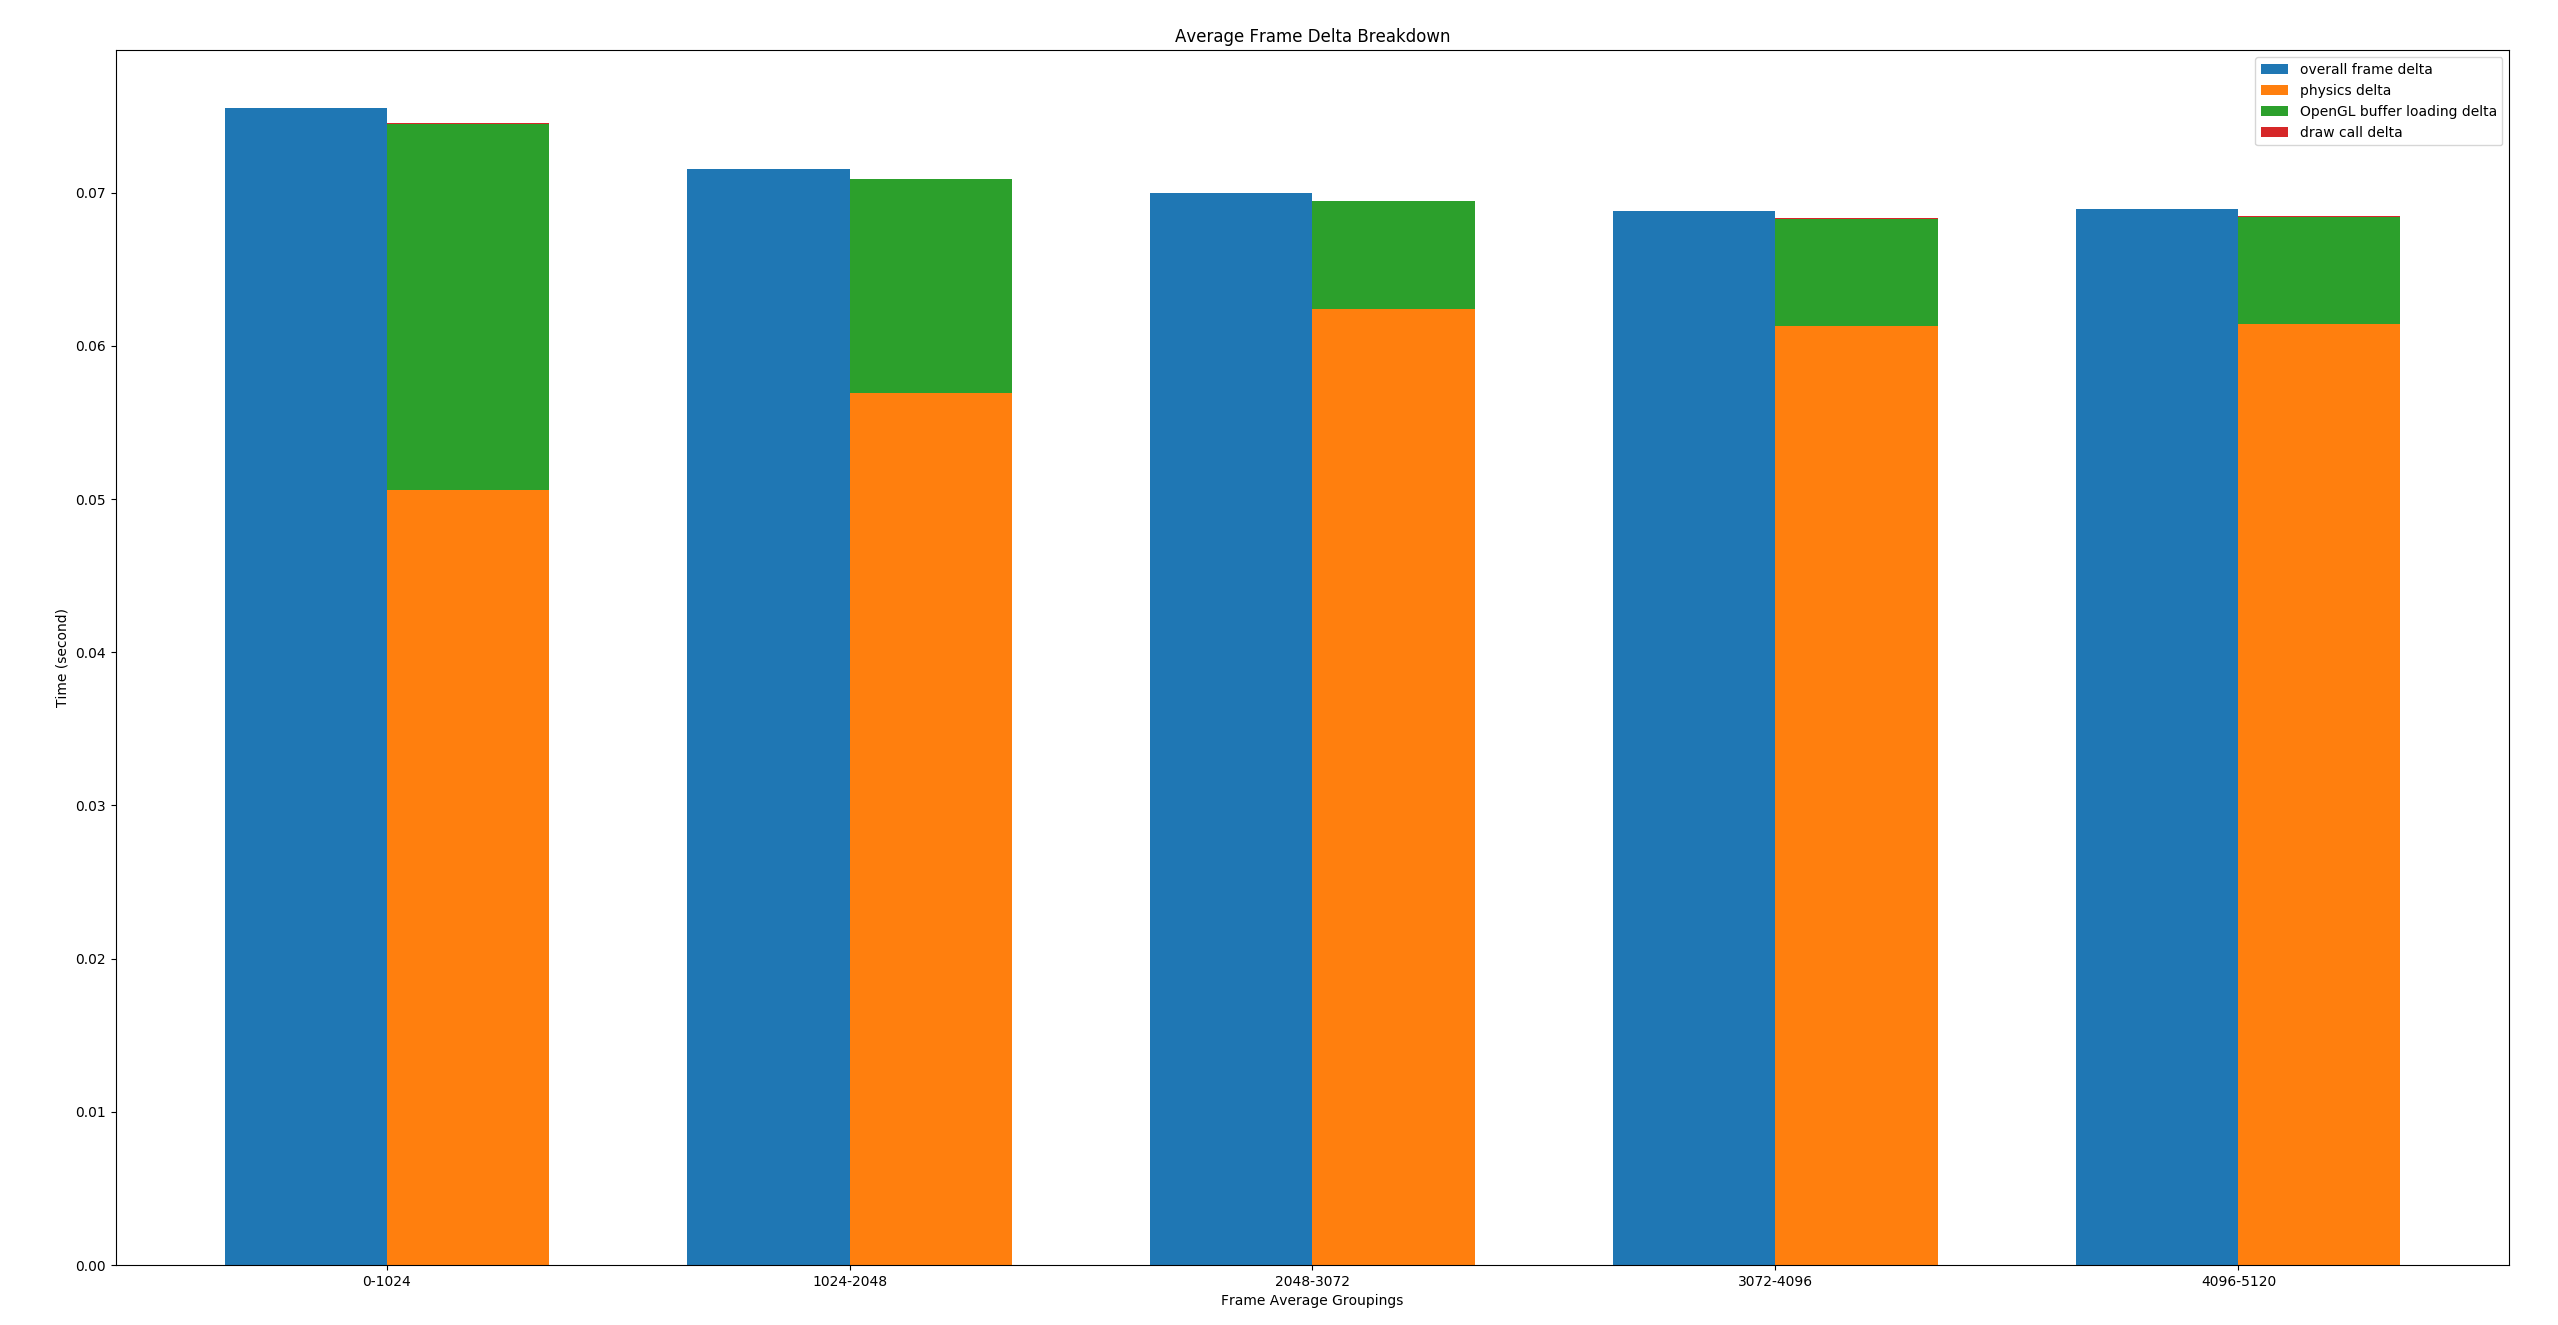 Average Frame Delta Breakdown
overall frame delta
physics delta
OpenGL buffer loading delta
draw call delta
Time (second)
0.07
0.06
0.05
0.04
0.03
0.02
0.01
0.00
0-1024
1024-2048
2048-3072
3072-4096
4096-5120
Frame Average Groupings